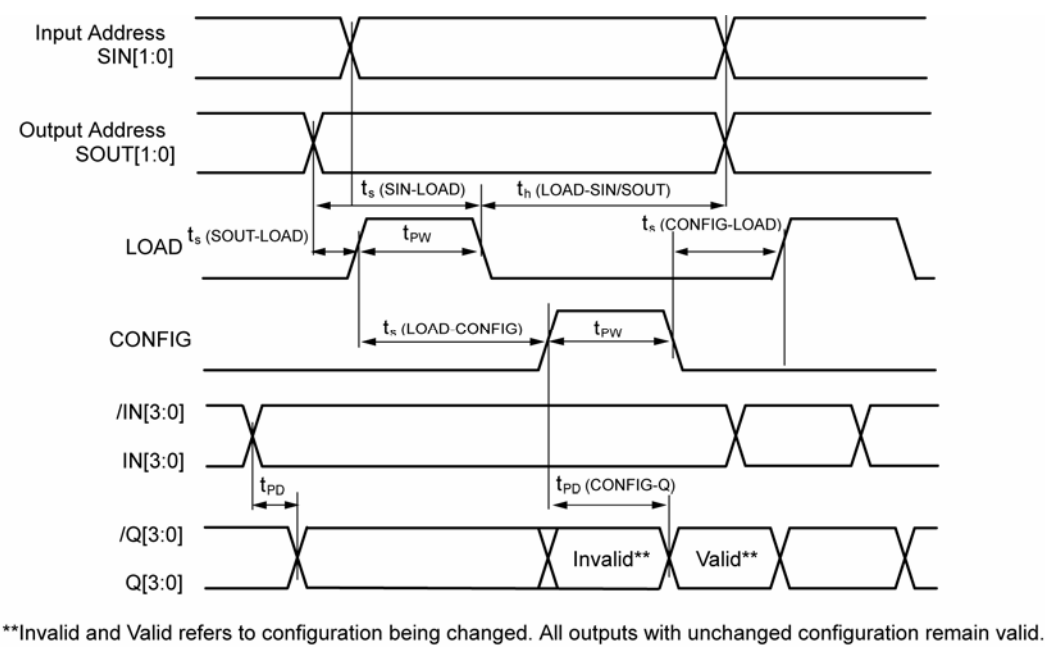 Input Address
SIN[1:0]
Output Address
SOUT[1:0]
ts (SIN-LOAD)
th (LOAD-SIN/SOUT)
LOAD
ts (SOUT-LOAD)
tPW
ts (CONFIG-LOAD)
CONFIG
ts (LOAD-CONFIG)
tPW
/IN[3:0]
IN[3:0]
tPD
tPD (CONFIG-Q)
/Q[3:0]
Invalid**
Valid**
Q[3:0]
**Invalid and Valid refers to configuration being changed. All outputs with unchanged configuration remain valid.